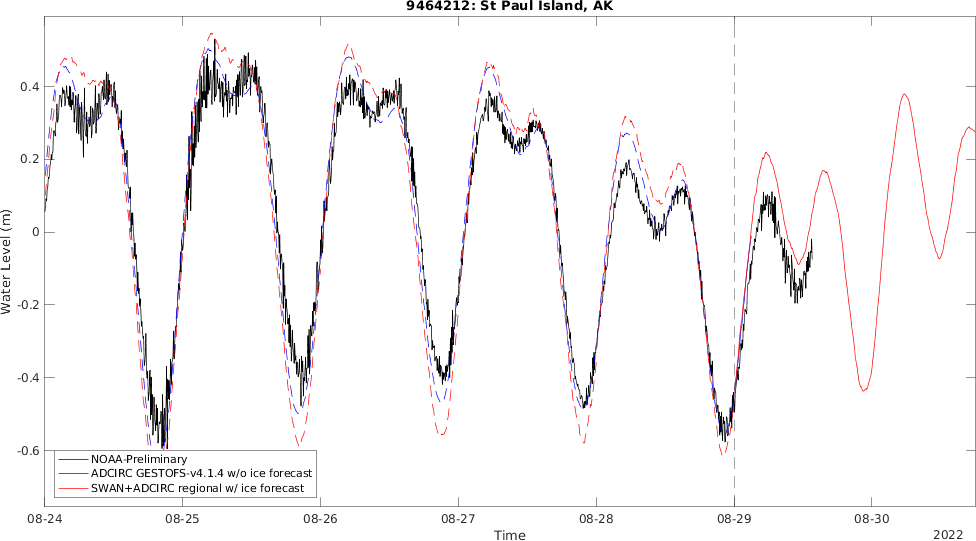 9464212: St Paul Island, AK
Water Level (m)
0.4
0.2
0
-0.2
-0.4
-0.6
NOAA-Preliminary
ADCIRC GESTOFS-v4.1.4 w/o ice forecast
SWAN+ADCIRC regional w/ ice forecast
08-24 08-25 08-26 08-27 08-28 08-29 08-30
Time
2022